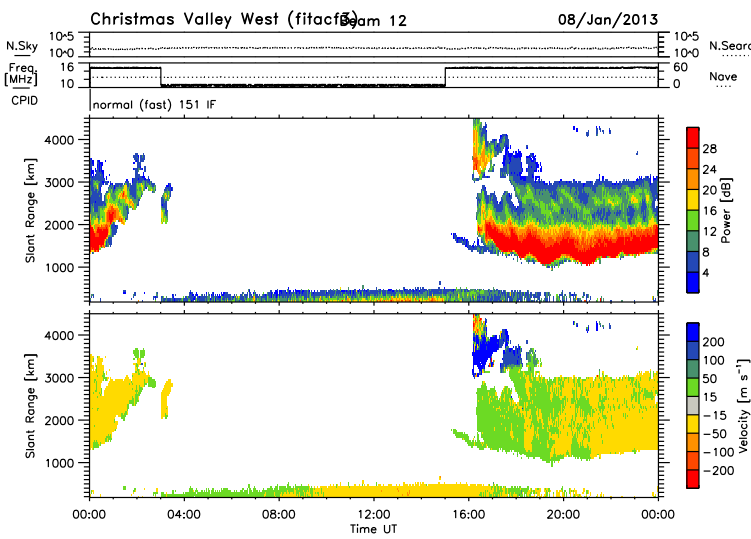 Christmas Valley West (fitacf3) Beam 12 08/Jan/2013
N.Sky 10^5 10^0 10^5 10^0 N.Searc
Freq [MHz] 16 10 60 0 Nave
CPID normal (fast) 151 IF
Slant Range [km] 4000 3000 2000 1000
28 24 20 16 12 8 4 Power [dB]
Slant Range [km] 4000 3000 2000 1000
200 100 50 15 -15 -50 -100 -200 Velocity [m s⁻¹]
00:00 04:00 08:00 12:00 16:00 20:00 00:00
Time UT